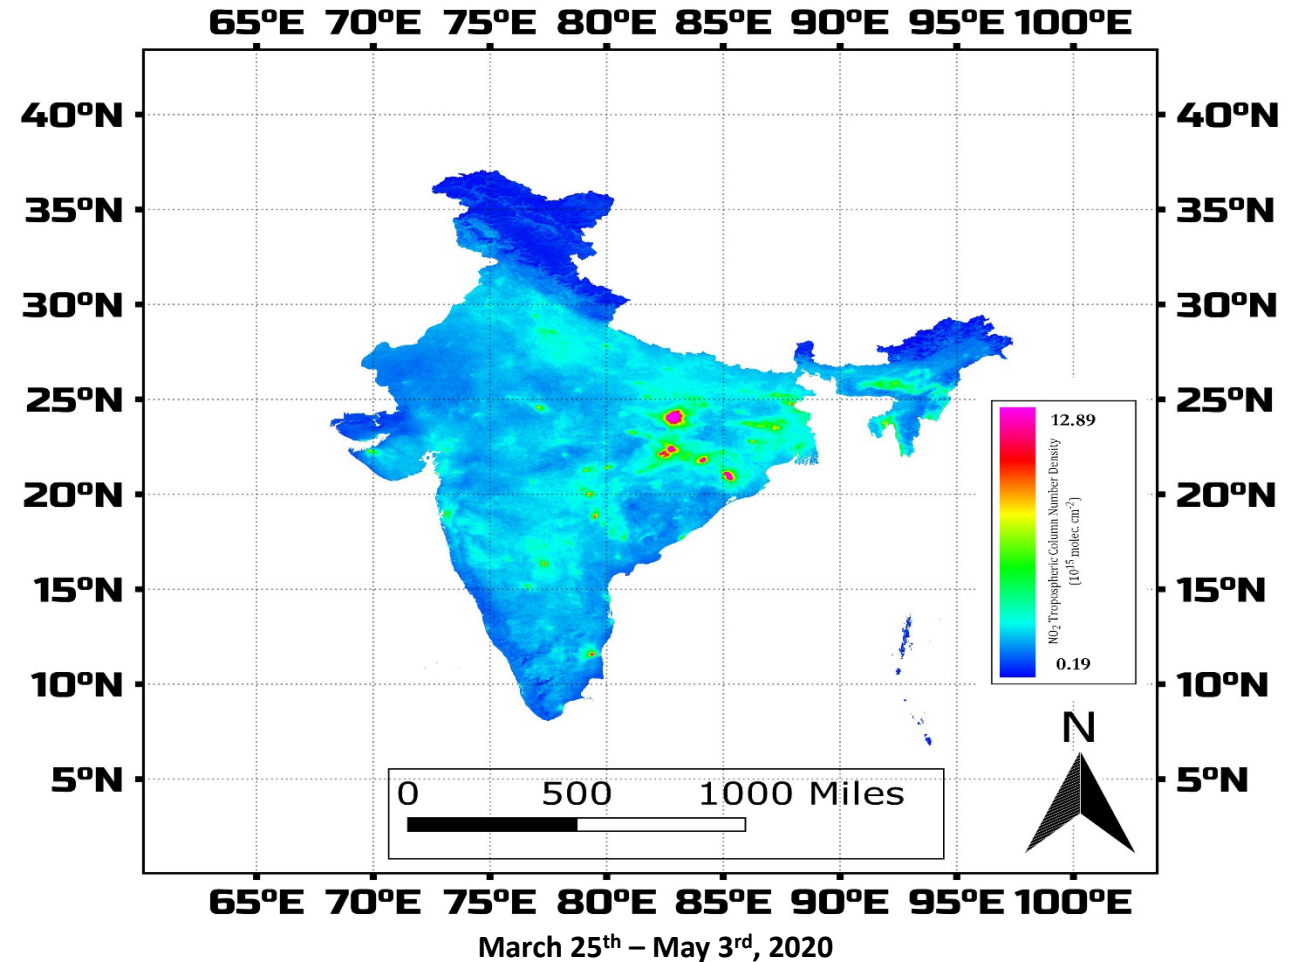 65ºE 70ºE 75ºE 80ºE 85ºE 90ºE 95ºE 100ºE
40ºN 40ºN
35ºN 35ºN
30ºN 30ºN
25ºN 25ºN
12.89
NO₂ Tropospheric Column Number Density
(10¹⁵ molec. cm⁻²)
20ºN 20ºN
15ºN 15ºN
0.19
10ºN 10ºN
N
5ºN 5ºN
0 500 1000 Miles
65ºE 70ºE 75ºE 80ºE 85ºE 90ºE 95ºE 100ºE
March 25th – May 3rd, 2020